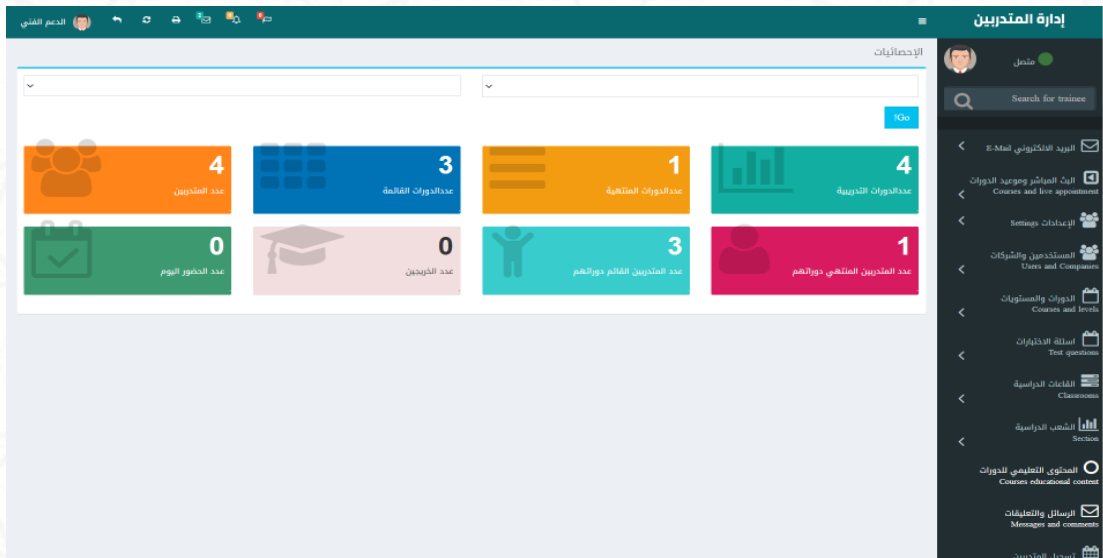 إدارة المتدربين
الدعم الفني
متصل
Search for trainee
البريد الالكتروني E-Mail
البث المباشر وموعيد الدورات
Courses and live appointment
الإعدادات Settings
المستخدمين والشركات
Users and Companies
الدورات والمستويات
Courses and levels
اسئلة الاختبارات
Test questions
القاعات الدراسية
Classrooms
الشعب الدراسية
Section
المحتوى التعليمي للدورات
Courses educational content
الرسائل والتعليقات
Messages and comments
تسجيل المتدربين
الإحصائيات
Go!
4
عددالدورات التدريبية
1
عددالدورات المنتهية
3
عددالدورات القائمة
4
عدد المتدربين
1
عدد المتدربين المنتهي دوراتهم
3
عدد المتدربين القائم دوراتهم
0
عدد الخريجين
0
عدد الحضور اليوم